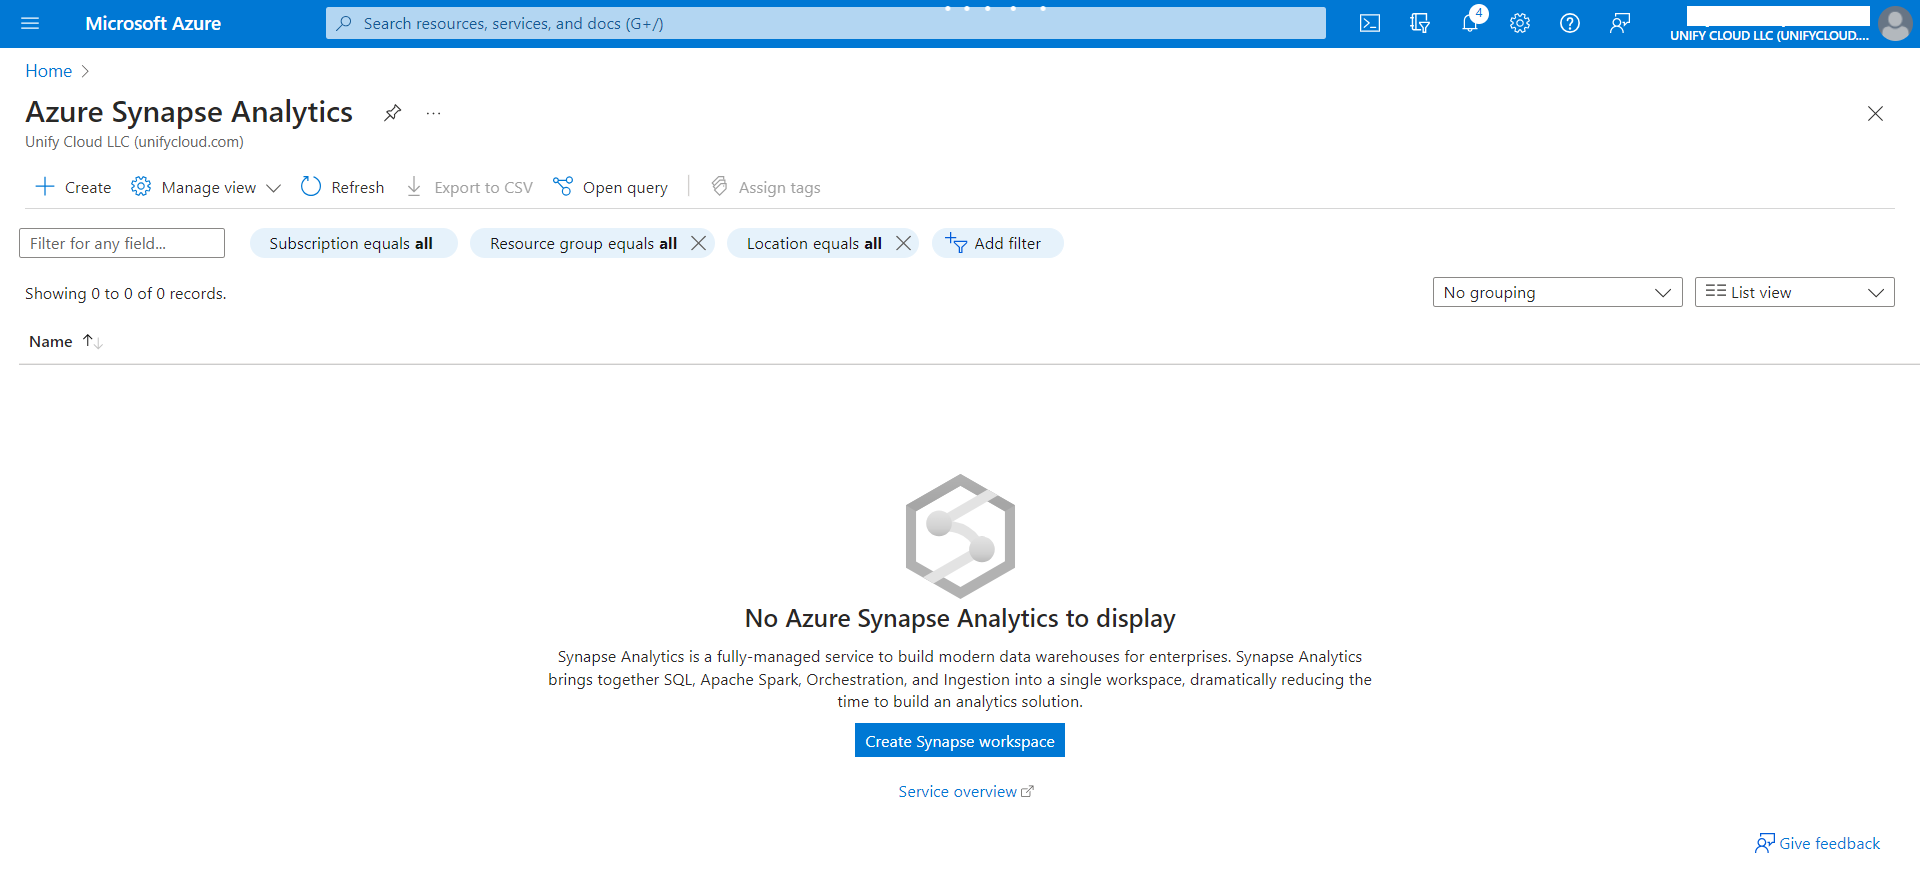 Microsoft Azure
Search resources, services, and docs (G+/)
4
UNIFY CLOUD LLC (UNIFYCLOUD....
Home
Azure Synapse Analytics
...
Unify Cloud LLC (unifycloud.com)
Create
Manage view
Refresh
Export to CSV
Open query
Assign tags
Filter for any field...
Subscription equals all
Resource group equals all
Location equals all
Add filter
Showing 0 to 0 of 0 records.
No grouping
List view
Name
No Azure Synapse Analytics to display
Synapse Analytics is a fully-managed service to build modern data warehouses for enterprises. Synapse Analytics
brings together SQL, Apache Spark, Orchestration, and Ingestion into a single workspace, dramatically reducing the
time to build an analytics solution.
Create Synapse workspace
Service overview
Give feedback